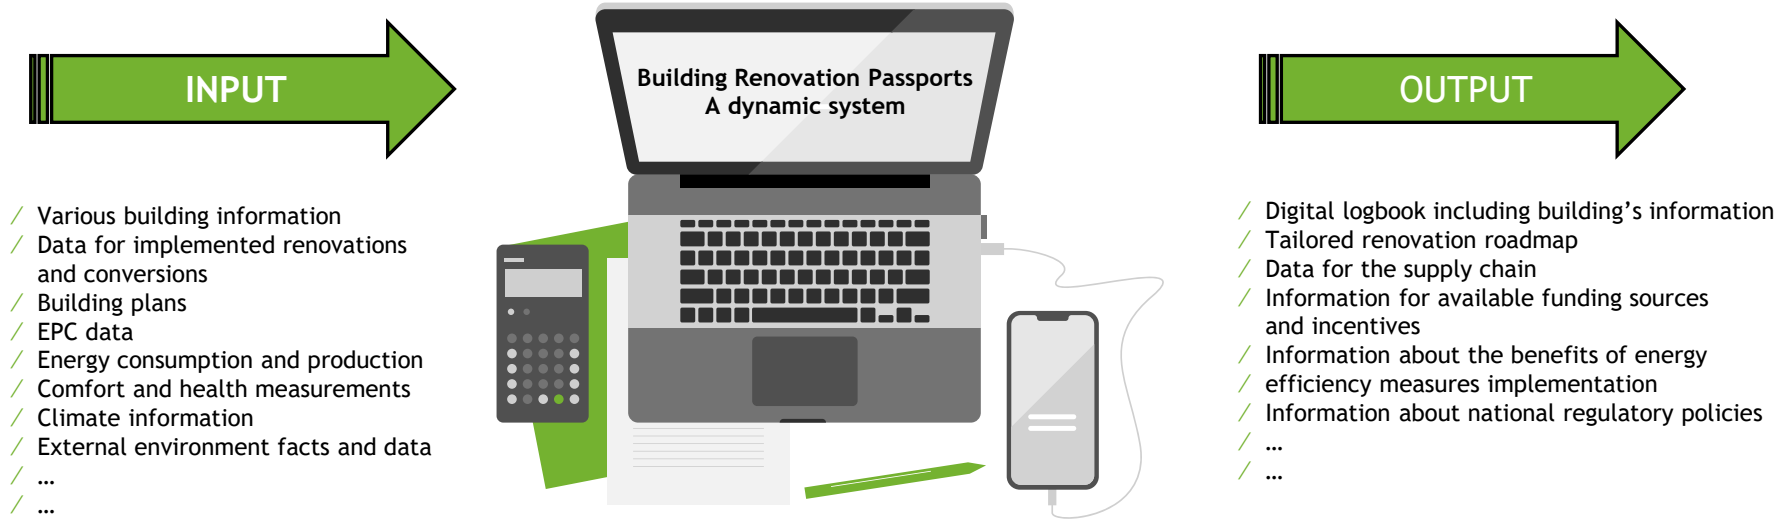 INPUT
/ Various building information
/ Data for implemented renovations
and conversions
/ Building plans
/ EPC data
/ Energy consumption and production
/ Comfort and health measurements
/ Climate information
/ External environment facts and data
/ …
/ …
Building Renovation Passports
A dynamic system
OUTPUT
/ Digital logbook including building’s information
/ Tailored renovation roadmap
/ Data for the supply chain
/ Information for available funding sources
and incentives
/ Information about the benefits of energy
/ efficiency measures implementation
/ Information about national regulatory policies
/ …
/ …